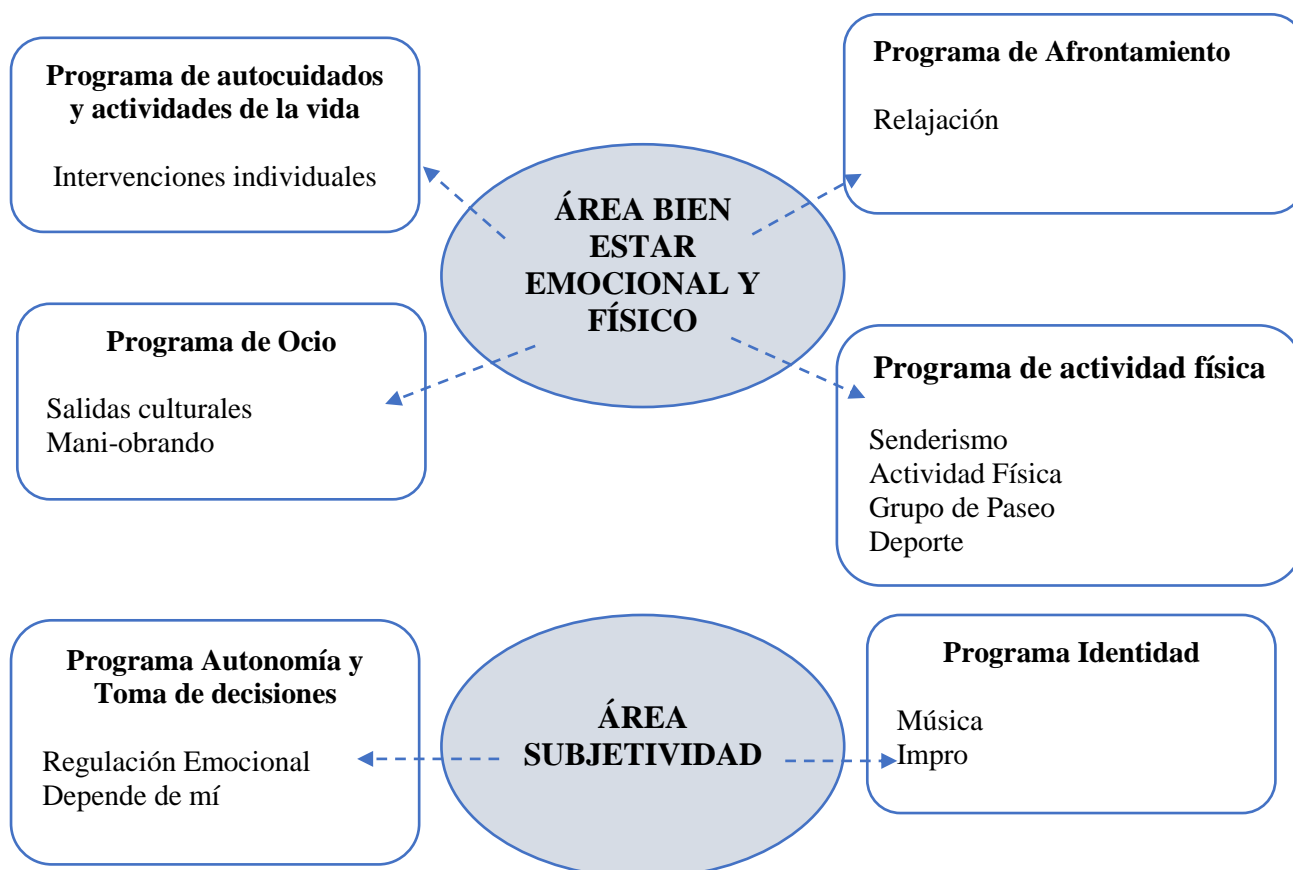 Programa de autocuidados
y actividades de la vida
Intervenciones individuales
Programa de Afrontamiento
Relajación
ÁREA BIEN
ESTAR
EMOCIONAL Y
FÍSICO
Programa de Ocio
Salidas culturales
Mani-obrando
Programa de actividad física
Senderismo
Actividad Física
Grupo de Paseo
Deporte
Programa Autonomía y
Toma de decisiones
Regulación Emocional
Depende de mí
ÁREA
SUBJETIVIDAD
Programa Identidad
Música
Impro